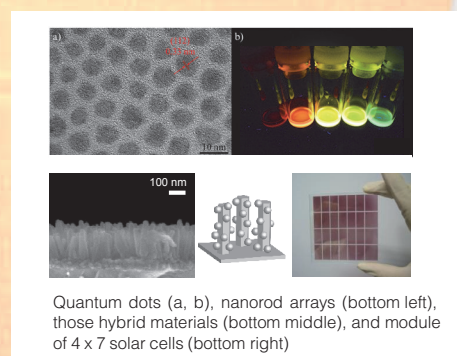 a)
b)
10 nm
100 nm
Quantum dots (a, b), nanorod arrays (bottom left),
those hybrid materials (bottom middle), and module
of 4 x 7 solar cells (bottom right)